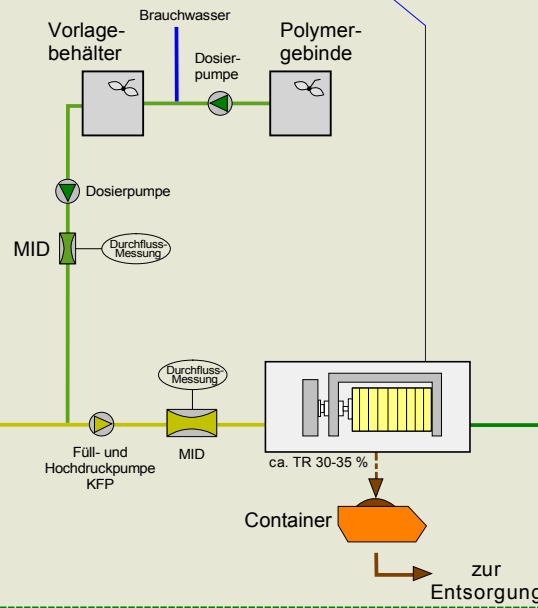 Brauchwasser
Vorlage-
behälter
Polymer-
gebinde
Dosier-
pumpe
Dosierpumpe
MID
Durchfluss-
Messung
Durchfluss-
Messung
Füll- und
Hochdruckpumpe
KFP
MID
ca. TR 30-35 %
Container
zur
Entsorgung